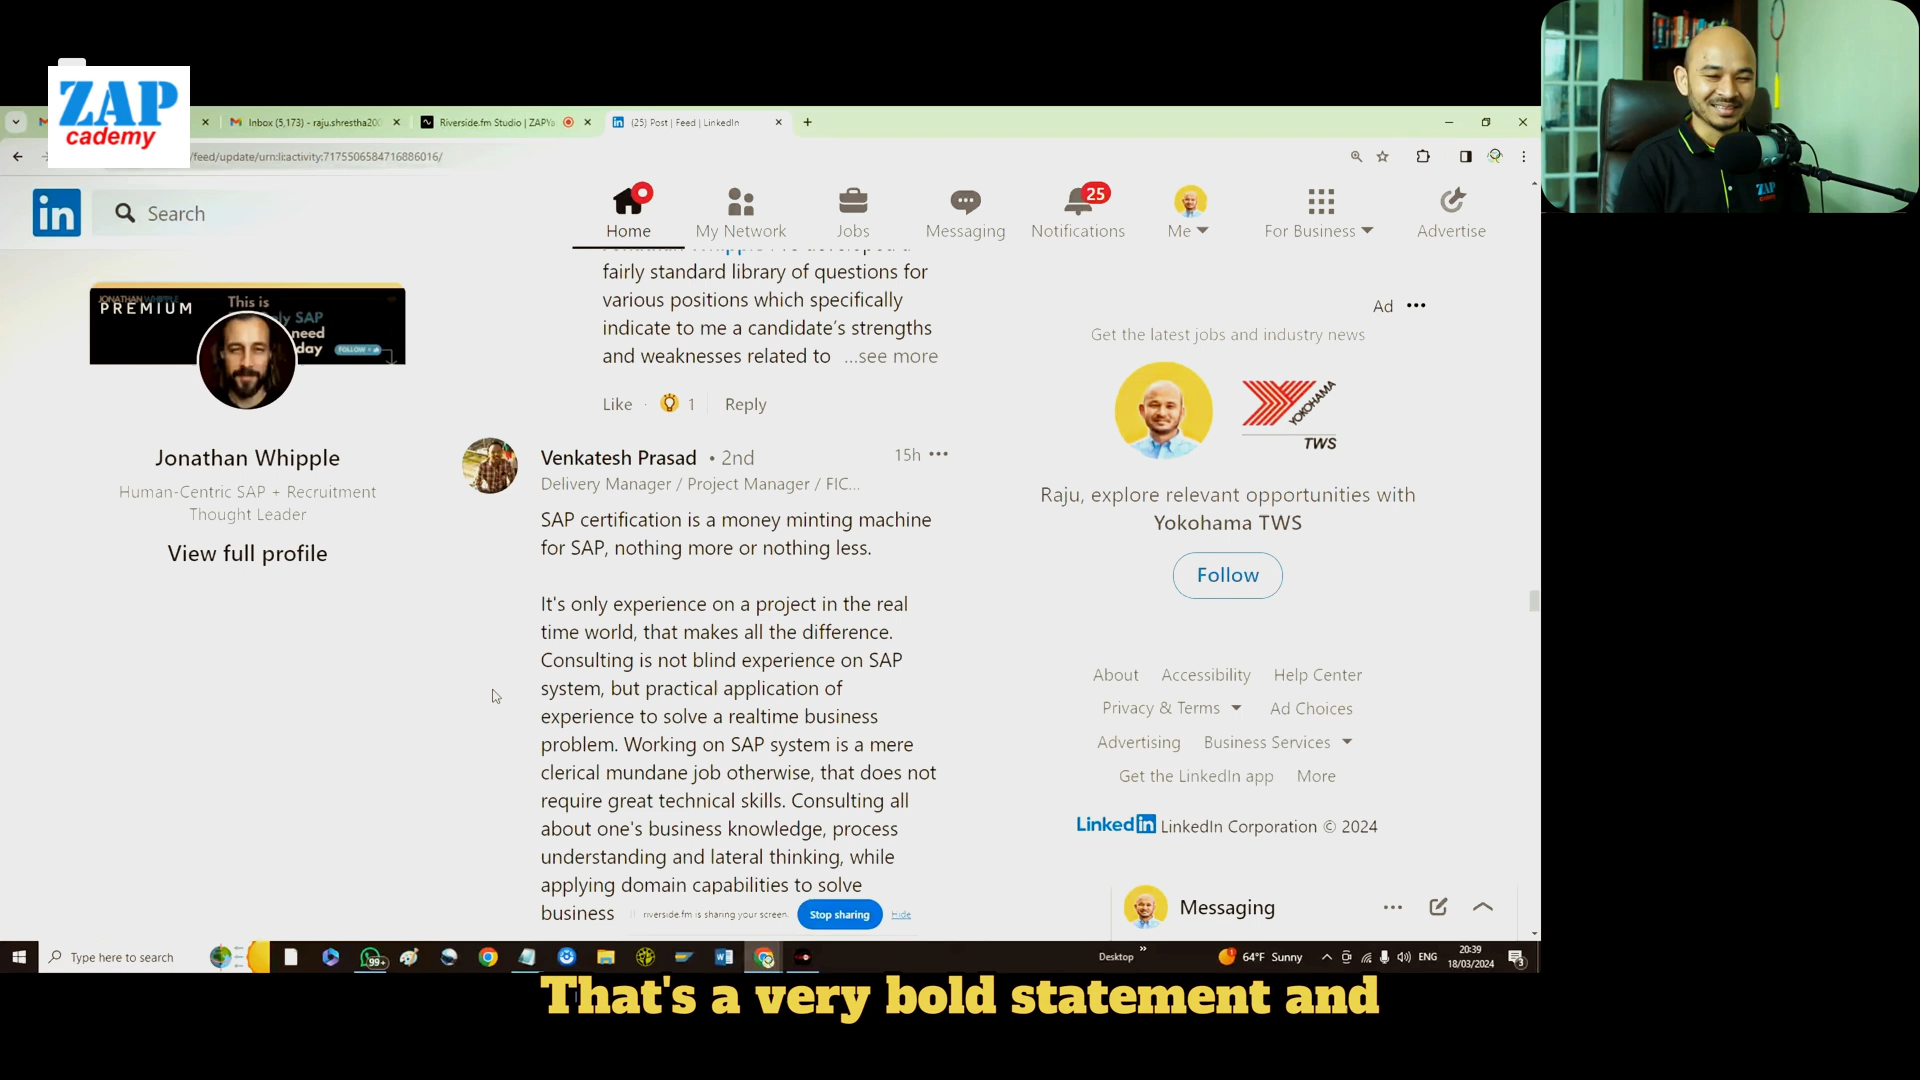 ZAP
cademy
Inbox (5,173) - raju.shrestha200
Riverside.fm Studio | ZAPYa
(25) Post | Feed | LinkedIn
/feed/update/urn:li:activity:7175506584716886016/
in
Search
Home
My Network
Jobs
Messaging
25
Notifications
Me
For Business
Advertise
fairly standard library of questions for
various positions which specifically
indicate to me a candidate's strengths
and weaknesses related to ...see more
Like · 1 Reply
JONATHAN WHIPPLE
PREMIUM
This is
ly SAP
need
day
FOLLOW
Jonathan Whipple
Human-Centric SAP + Recruitment
Thought Leader
View full profile
Venkatesh Prasad • 2nd
15h •••
Delivery Manager / Project Manager / FIC...
SAP certification is a money minting machine
for SAP, nothing more or nothing less.
It's only experience on a project in the real
time world, that makes all the difference.
Consulting is not blind experience on SAP
system, but practical application of
experience to solve a realtime business
problem. Working on SAP system is a mere
clerical mundane job otherwise, that does not
require great technical skills. Consulting all
about one's business knowledge, process
understanding and lateral thinking, while
applying domain capabilities to solve
business
riverside.fm is sharing your screen.
Stop sharing
Hide
Ad •••
Get the latest jobs and industry news
YOKOHAMA
TWS
Raju, explore relevant opportunities with
Yokohama TWS
Follow
About Accessibility Help Center
Privacy & Terms Ad Choices
Advertising Business Services
Get the LinkedIn app More
Linked in LinkedIn Corporation © 2024
Messaging
Type here to search
99+
Desktop
64°F Sunny
ENG
20:39
18/03/2024
3
That's a very bold statement and
ZAP
cademy